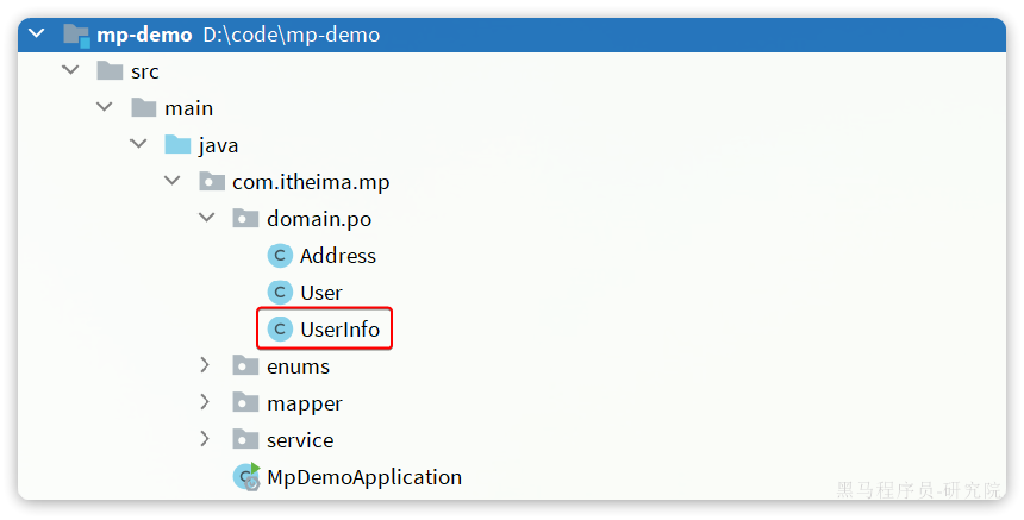 mp-demo D:\code\mp-demo
src
main
java
com.itheima.mp
domain.po
C Address
C User
C UserInfo
enums
mapper
service
MpDemoApplication
黑马程序员-研究院